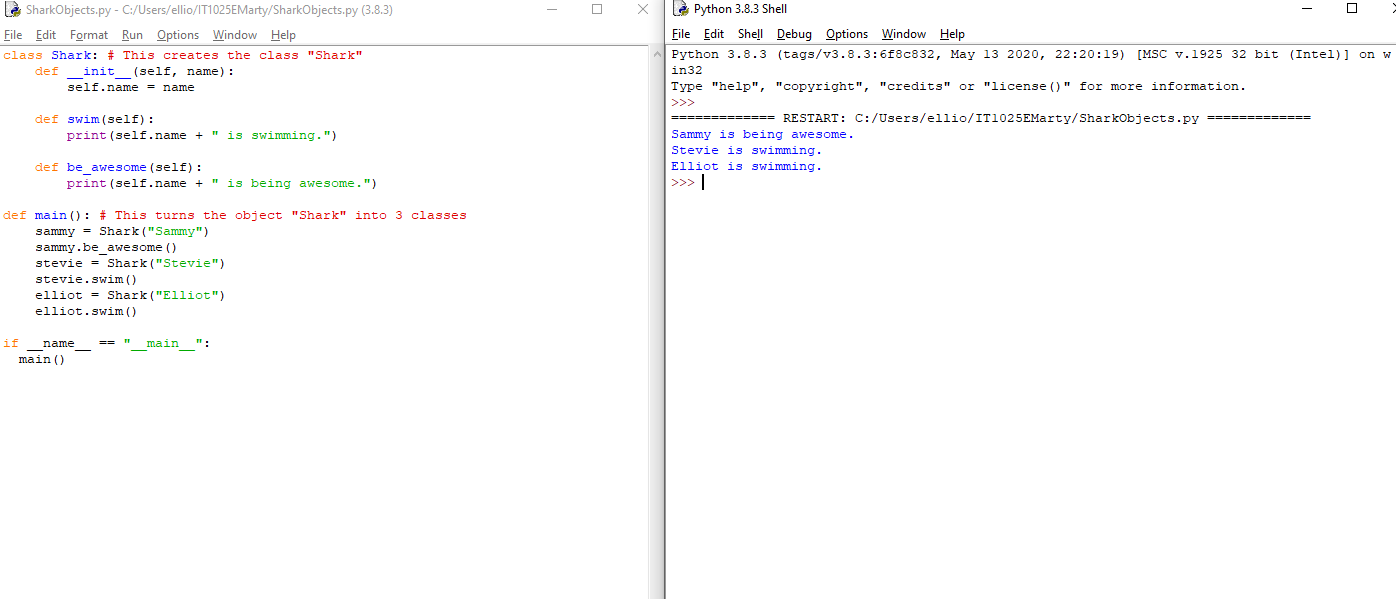 SharkObjects.py - C:/Users/ellio/IT1025EMarty/SharkObjects.py (3.8.3)
File Edit Format Run Options Window Help
class Shark: # This creates the class "Shark"
    def __init__(self, name):
        self.name = name
    def swim(self):
        print(self.name + " is swimming.")
    def be_awesome(self):
        print(self.name + " is being awesome.")
def main(): # This turns the object "Shark" into 3 classes
    sammy = Shark("Sammy")
    sammy.be_awesome()
    stevie = Shark("Stevie")
    stevie.swim()
    elliot = Shark("Elliot")
    elliot.swim()
if __name__ == "__main__":
  main()
Python 3.8.3 Shell
File Edit Shell Debug Options Window Help
Python 3.8.3 (tags/v3.8.3:6f8c832, May 13 2020, 22:20:19) [MSC v.1925 32 bit (Intel)] on w
in32
Type "help", "copyright", "credits" or "license()" for more information.
>>>
============= RESTART: C:/Users/ellio/IT1025EMarty/SharkObjects.py =============
Sammy is being awesome.
Stevie is swimming.
Elliot is swimming.
>>>